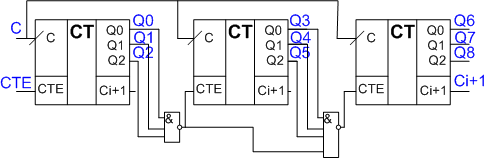 Q0 Q3 Q6
C C CT Q0 Q1 C CT Q0 Q4 C CT Q0 Q7
Q1 Q1 Q1
Q2 Q2 Q2 Q5 Q2 Q8
CTE CTE Ci+1 CTE Ci+1 CTE Ci+1 Ci+1
& &